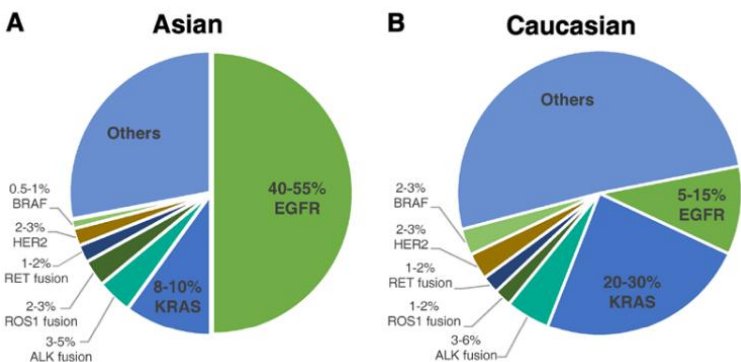 A
Asian
Others
40-55%
EGFR
0.5-1%
BRAF
2-3%
HER2
1-2%
RET fusion
2-3%
ROS1 fusion
3-5%
ALK fusion
8-10%
KRAS
B
Caucasian
Others
5-15%
EGFR
2-3%
BRAF
2-3%
HER2
1-2%
RET fusion
1-2%
ROS1 fusion
3-6%
ALK fusion
20-30%
KRAS